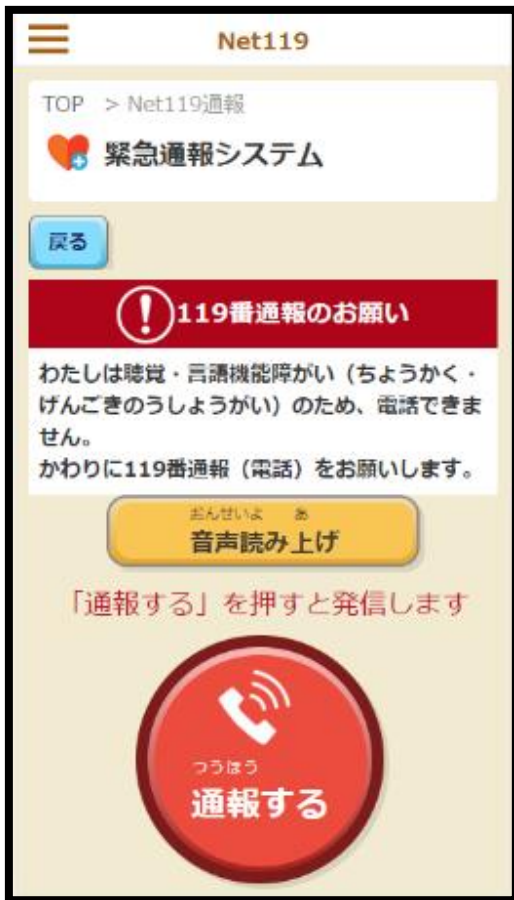 Net119
TOP > Net119通報
緊急通報システム
戻る
119番通報のお願い
わたしは聴覚・言語機能障がい（ちょうかく・
げんごきのうしょうがい）のため、電話できま
せん。
かわりに119番通報（電話）をお願いします。
おんせいよ あ
音声読み上げ
「通報する」を押すと発信します
つうほう
通報する